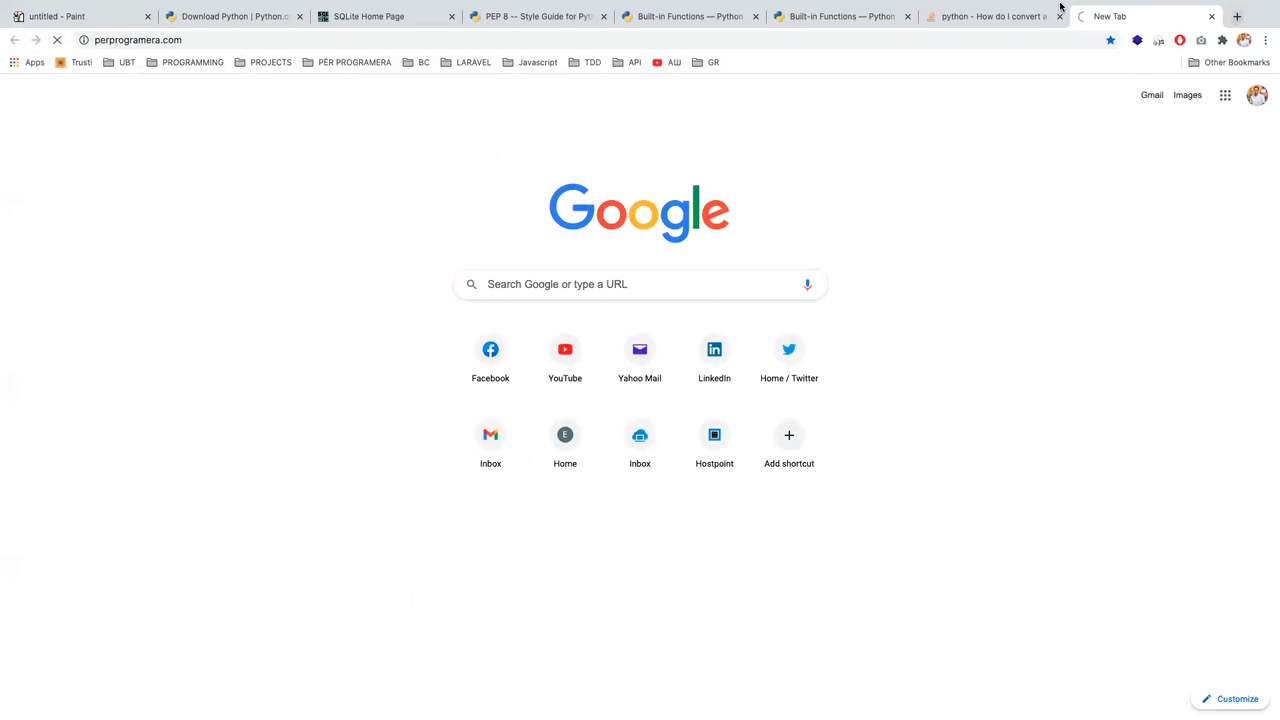 untitled - Paint
Download Python | Python.o
SQLite Home Page
PEP 8 -- Style Guide for Pyth
Built-in Functions — Python
Built-in Functions — Python
python - How do I convert a
New Tab
perprogramera.com
Apps
Trusti
UBT
PROGRAMMING
PROJECTS
PËR PROGRAMERA
BC
LARAVEL
Javascript
TDD
API
АШ
GR
Other Bookmarks
Gmail
Images
Google
Search Google or type a URL
Facebook
YouTube
Yahoo Mail
LinkedIn
Home / Twitter
Inbox
E
Home
Inbox
Hostpoint
Add shortcut
Customize